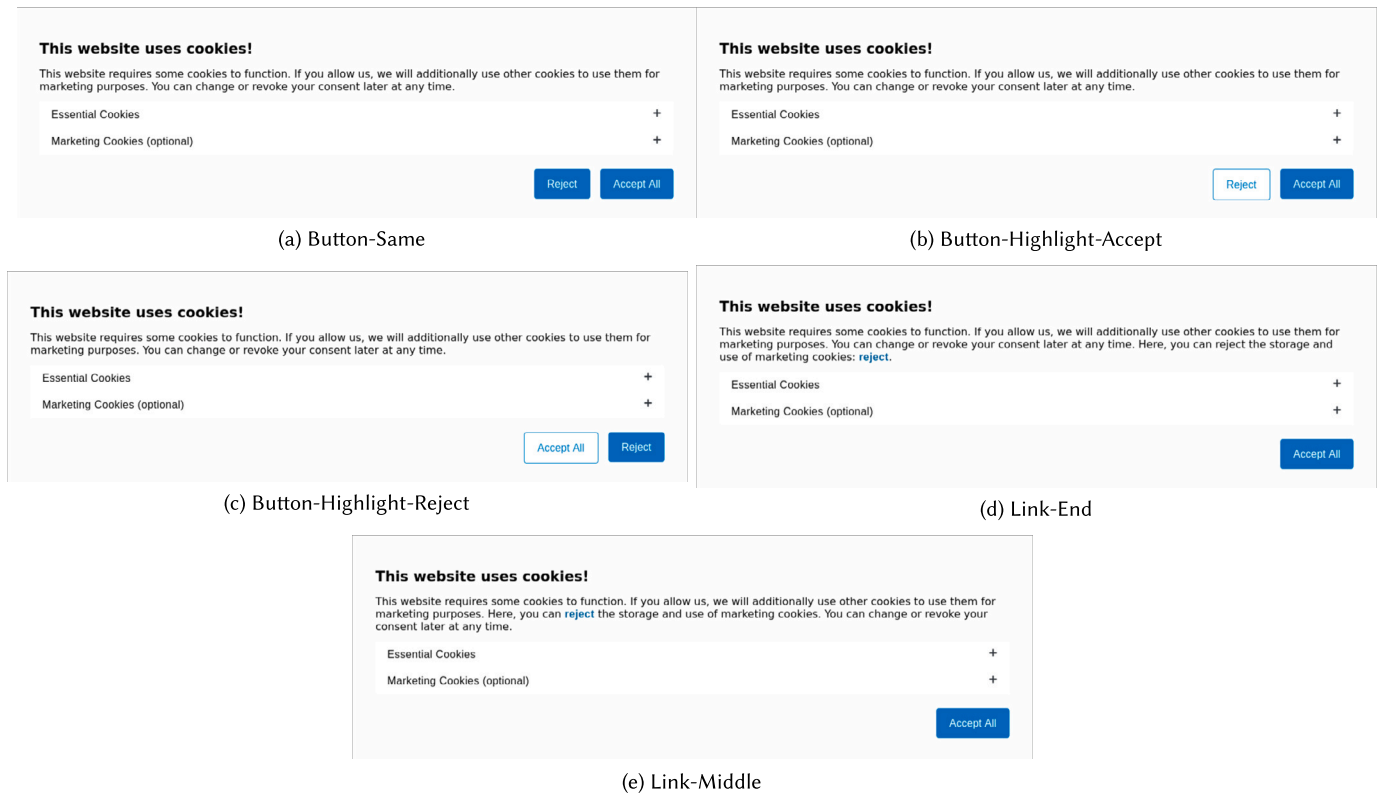 This website uses cookies!
This website requires some cookies to function. If you allow us, we will additionally use other cookies to use them for
marketing purposes. You can change or revoke your consent later at any time.
Essential Cookies +
Marketing Cookies (optional) +
Reject Accept All
(a) Button-Same
This website uses cookies!
This website requires some cookies to function. If you allow us, we will additionally use other cookies to use them for
marketing purposes. You can change or revoke your consent later at any time.
Essential Cookies +
Marketing Cookies (optional) +
Reject Accept All
(b) Button-Highlight-Accept
This website uses cookies!
This website requires some cookies to function. If you allow us, we will additionally use other cookies to use them for
marketing purposes. You can change or revoke your consent later at any time.
Essential Cookies +
Marketing Cookies (optional) +
Accept All Reject
(c) Button-Highlight-Reject
This website uses cookies!
This website requires some cookies to function. If you allow us, we will additionally use other cookies to use them for
marketing purposes. You can change or revoke your consent later at any time. Here, you can reject the storage and
use of marketing cookies: reject.
Essential Cookies +
Marketing Cookies (optional) +
Accept All
(d) Link-End
This website uses cookies!
This website requires some cookies to function. If you allow us, we will additionally use other cookies to use them for
marketing purposes. Here, you can reject the storage and use of marketing cookies. You can change or revoke your
consent later at any time.
Essential Cookies +
Marketing Cookies (optional) +
Accept All
(e) Link-Middle